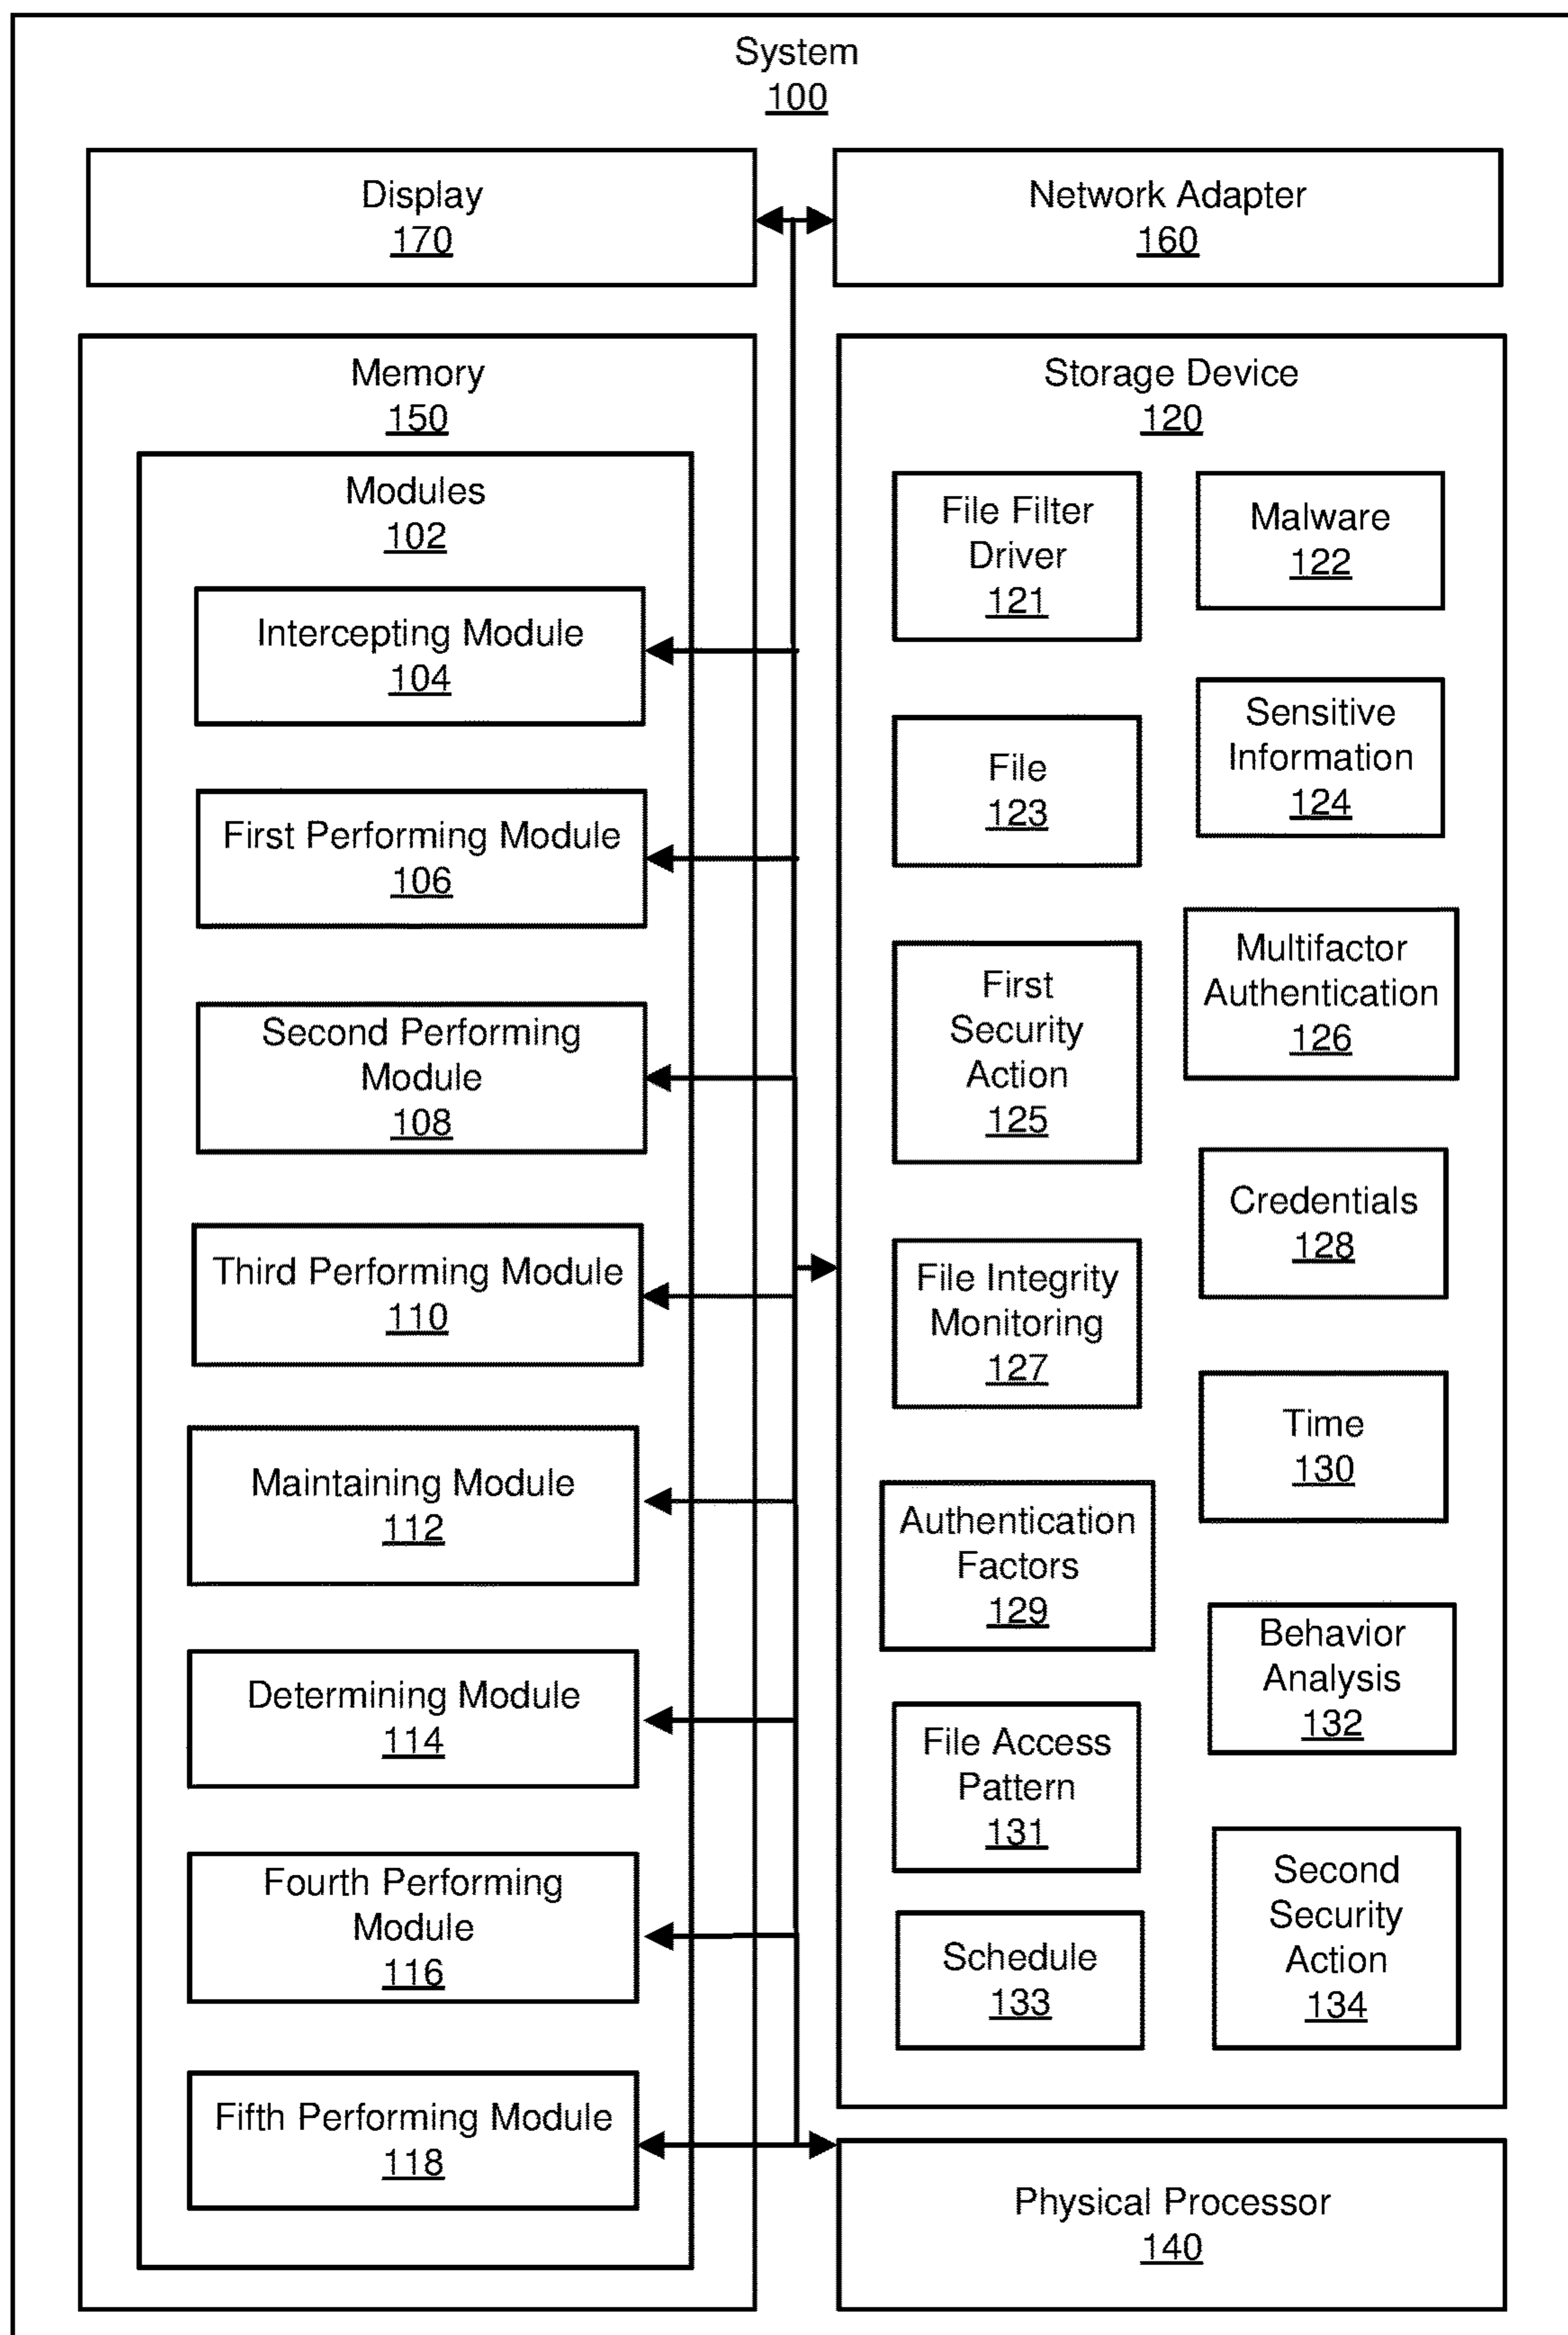 System
100
Display
170
Network Adapter
160
Memory
150
Modules
102
Intercepting Module
104
First Performing Module
106
Second Performing
Module
108
Third Performing Module
110
Maintaining Module
112
Determining Module
114
Fourth Performing
Module
116
Fifth Performing Module
118
Storage Device
120
File Filter
Driver
121
Malware
122
File
123
Sensitive
Information
124
First
Security
Action
125
Multifactor
Authentication
126
File Integrity
Monitoring
127
Credentials
128
Authentication
Factors
129
Time
130
File Access
Pattern
131
Behavior
Analysis
132
Schedule
133
Second
Security
Action
134
Physical Processor
140